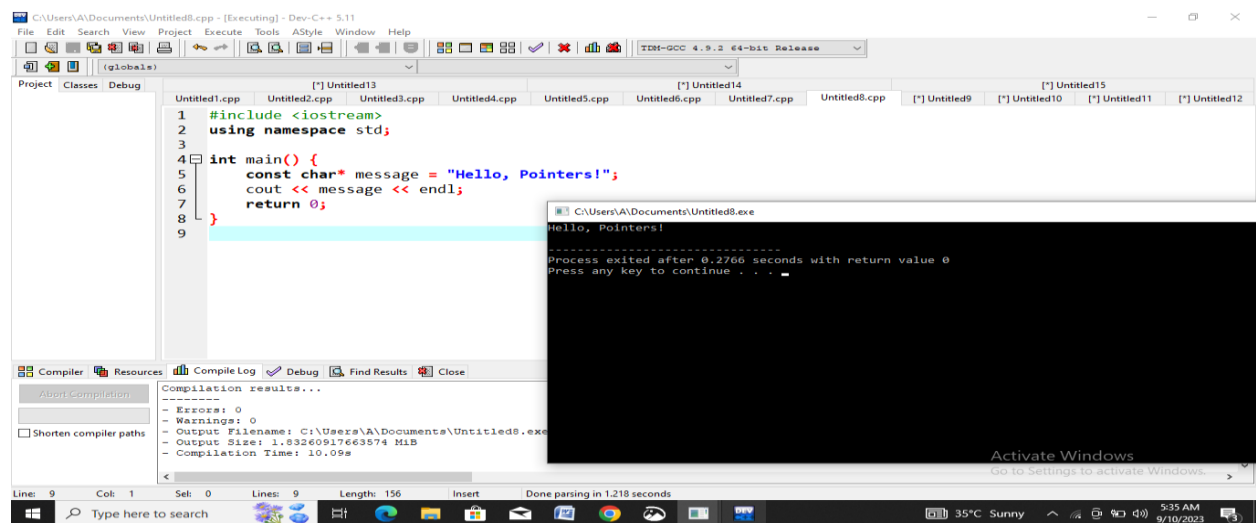 C:\Users\A\Documents\Untitled8.cpp - [Executing] - Dev-C++ 5.11
File Edit Search View Project Execute Tools AStyle Window Help
TDM-GCC 4.9.2 64-bit Release
(globals)
Project Classes Debug
[*] Untitled13 [*] Untitled14 [*] Untitled15
Untitled1.cpp Untitled2.cpp Untitled3.cpp Untitled4.cpp Untitled5.cpp Untitled6.cpp Untitled7.cpp Untitled8.cpp [*] Untitled9 [*] Untitled10 [*] Untitled11 [*] Untitled12
1 #include <iostream>
2 using namespace std;
3
4 int main() {
5 const char* message = "Hello, Pointers!";
6 cout << message << endl;
7 return 0;
8 }
9
C:\Users\A\Documents\Untitled8.exe
Hello, Pointers!
--------------------------------
Process exited after 0.2766 seconds with return value 0
Press any key to continue . . .
Compiler Resources Compile Log Debug Find Results Close
Abort Compilation
Shorten compiler paths
Compilation results...
--------
- Errors: 0
- Warnings: 0
- Output Filename: C:\Users\A\Documents\Untitled8.exe
- Output Size: 1.83260917663574 MiB
- Compilation Time: 10.09s
Activate Windows
Go to Settings to activate Windows.
Line: 9 Col: 1 Sel: 0 Lines: 9 Length: 156 Insert Done parsing in 1.218 seconds
Type here to search
35°C Sunny
5:35 AM
9/10/2023
DEV
3